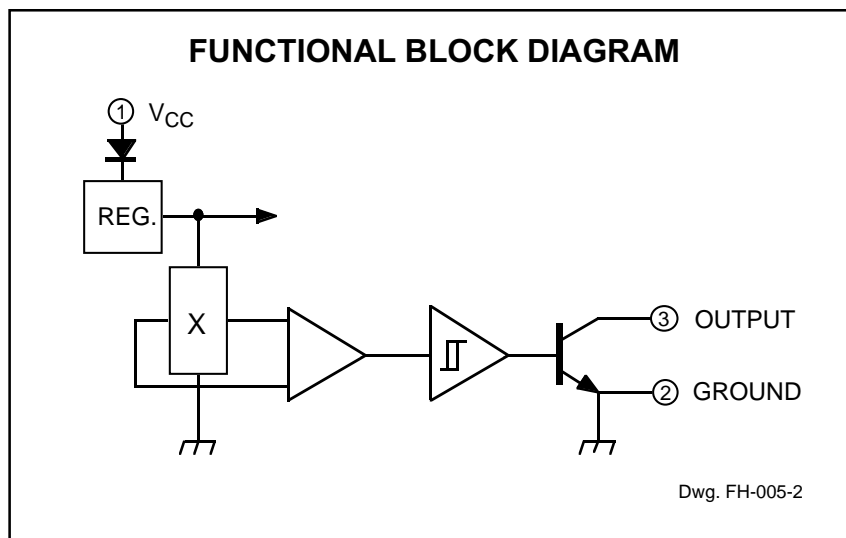 FUNCTIONAL BLOCK DIAGRAM
1 VCC
REG.
X
3 OUTPUT
2 GROUND
Dwg. FH-005-2